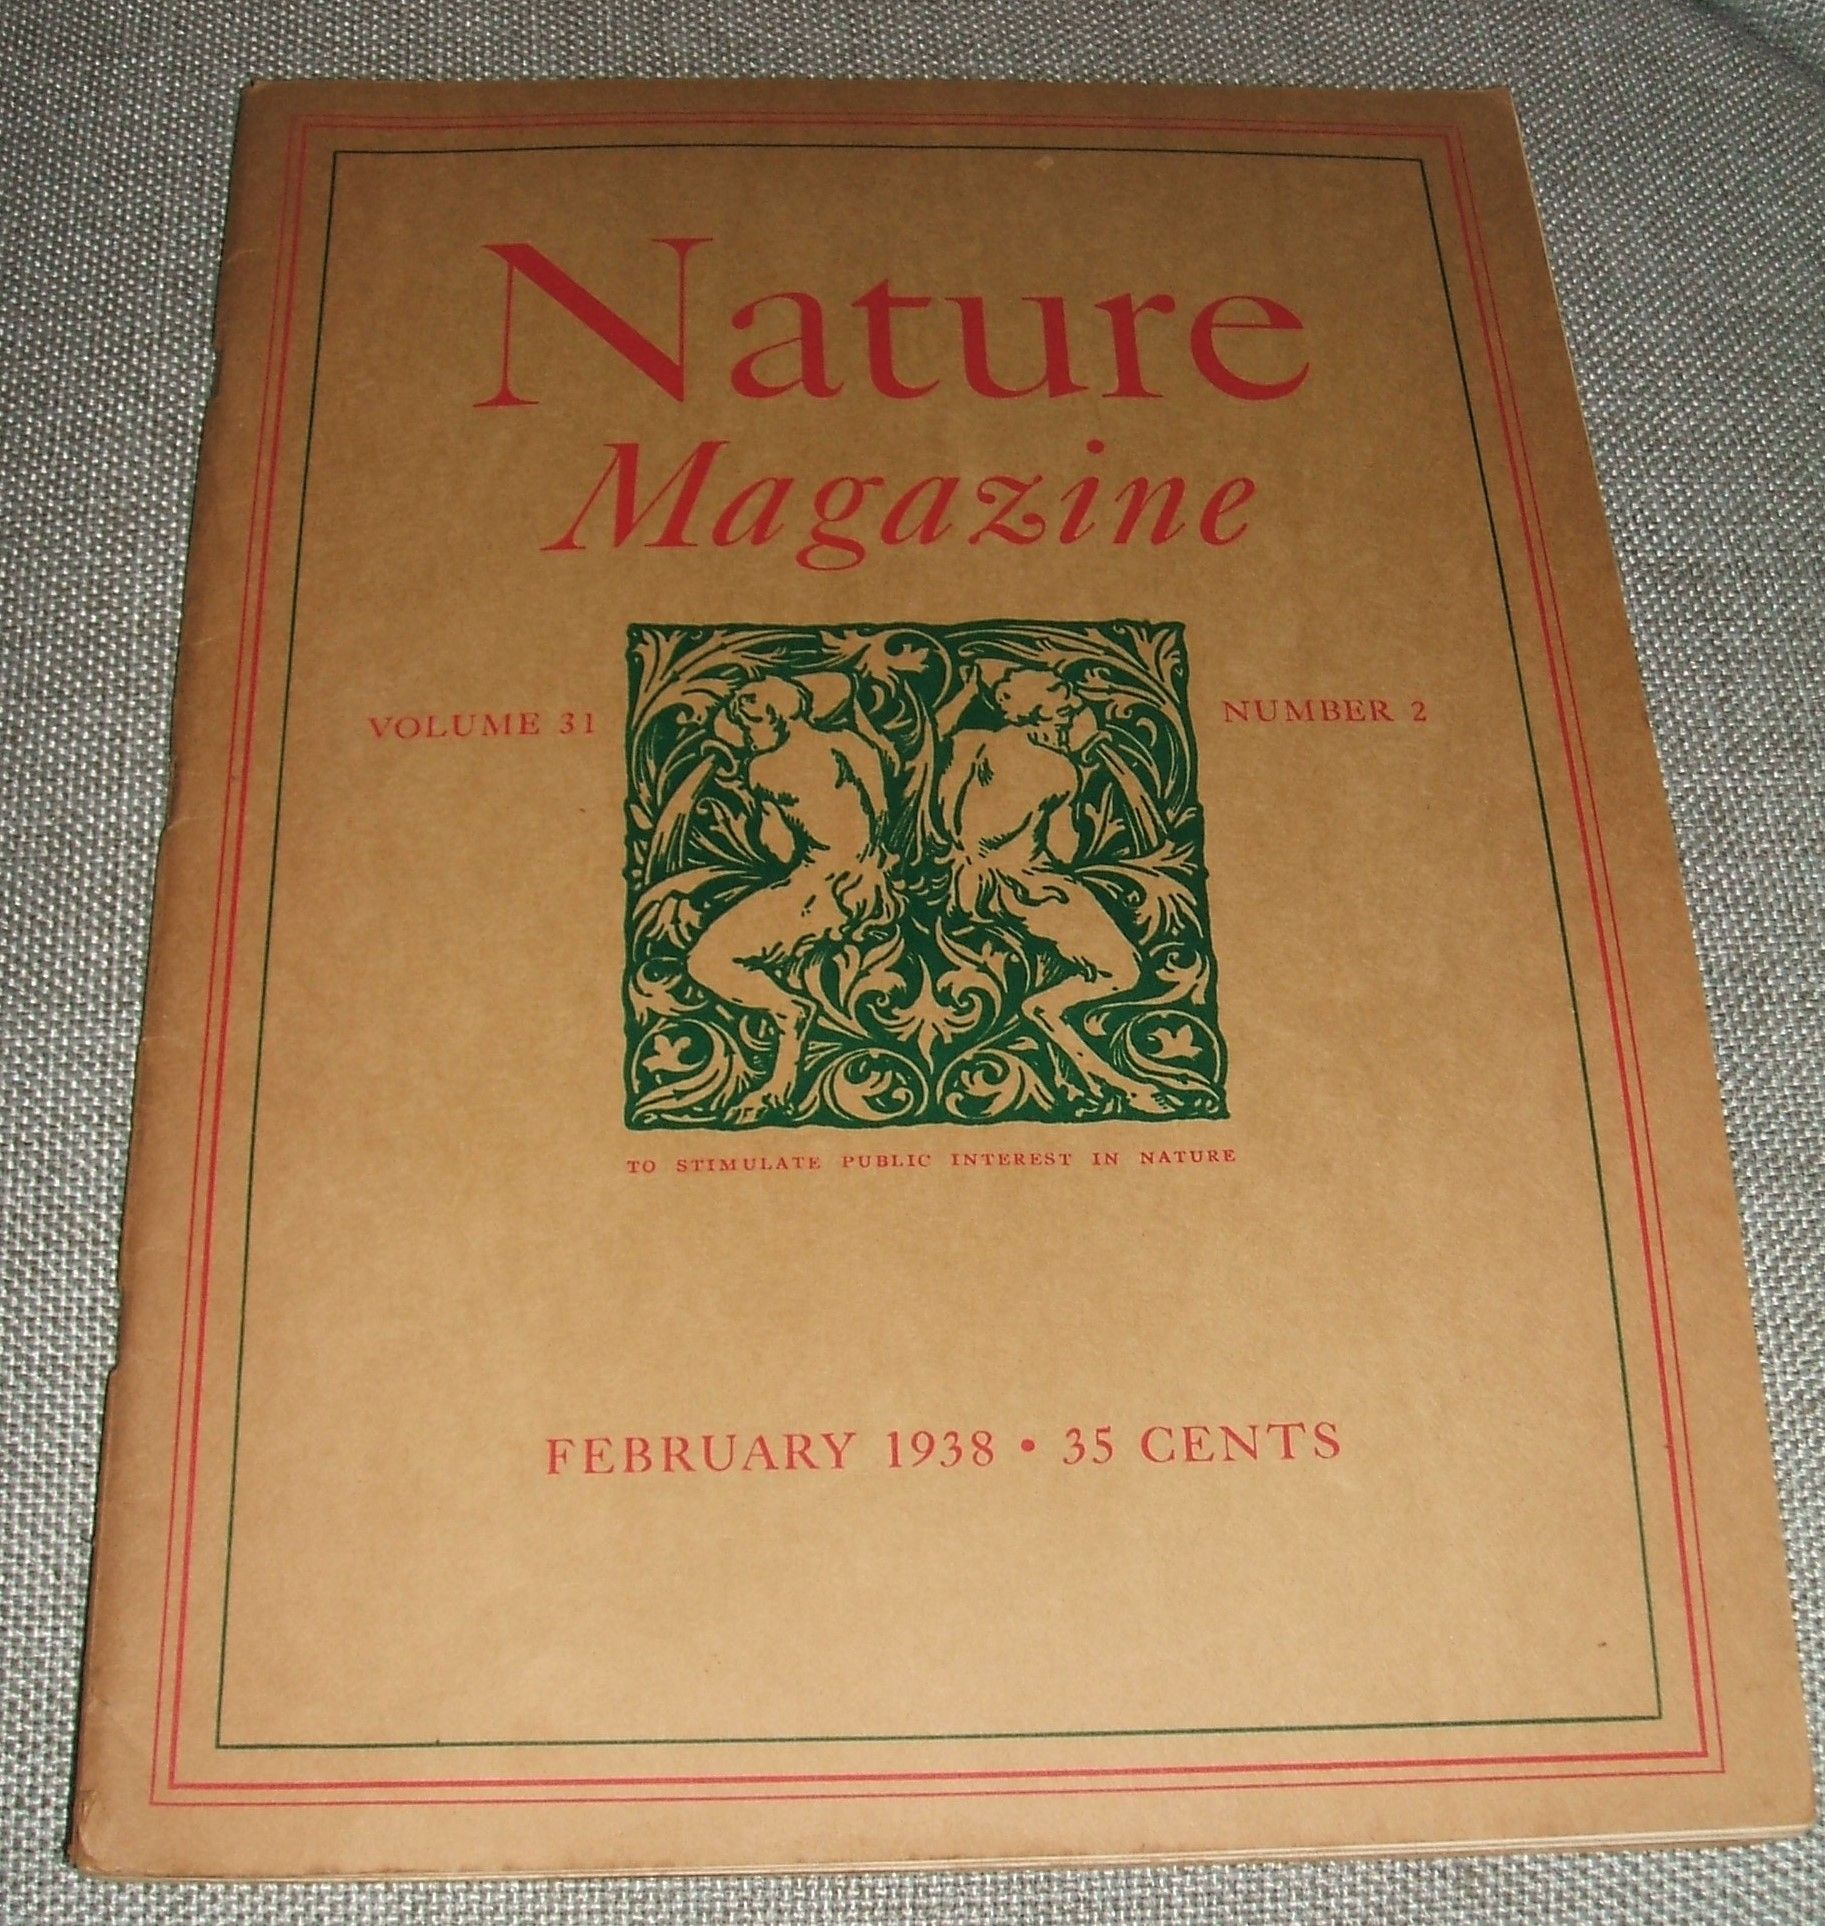 Nature
Magazine
VOLUME 31
NUMBER 2
TO STIMULATE PUBLIC INTEREST IN NATURE
FEBRUARY 1938 • 35 CENTS